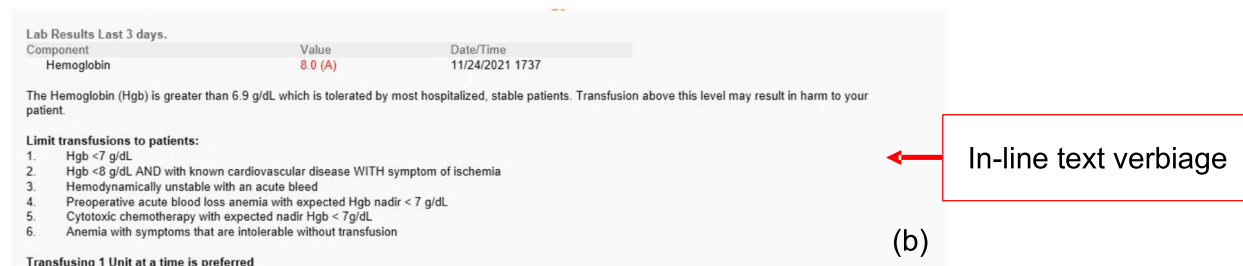 Lab Results Last 3 days.
Component Value Date/Time
Hemoglobin 8.0 (A) 11/24/2021 1737
The Hemoglobin (Hgb) is greater than 6.9 g/dL which is tolerated by most hospitalized, stable patients. Transfusion above this level may result in harm to your
patient.
Limit transfusions to patients:
1. Hgb <7 g/dL
2. Hgb <8 g/dL AND with known cardiovascular disease WITH symptom of ischemia
3. Hemodynamically unstable with an acute bleed
4. Preoperative acute blood loss anemia with expected Hgb nadir < 7 g/dL
5. Cytotoxic chemotherapy with expected nadir Hgb < 7g/dL
6. Anemia with symptoms that are intolerable without transfusion
Transfusing 1 Unit at a time is preferred
In-line text verbiage
(b)